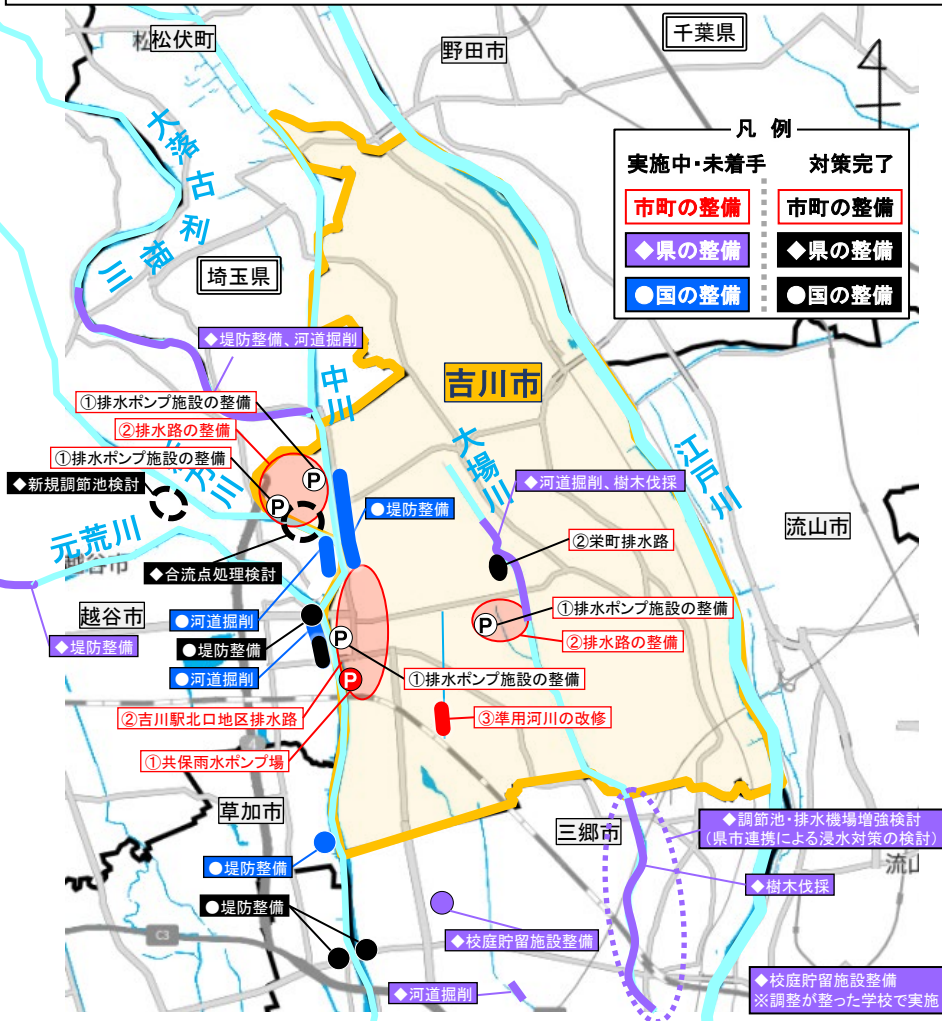 松伏町
野田市
千葉県
凡 例
実施中・未着手
対策完了
市町の整備
市町の整備
◆県の整備
◆県の整備
●国の整備
●国の整備
大落古利根川
埼玉県
◆堤防整備、河道掘削
中川
吉川市
①排水ポンプ施設の整備
②排水路の整備
①排水ポンプ施設の整備
大場川
江戸川
◆新規調節池検討
方川
◆河道掘削、樹木伐採
●堤防整備
流山市
元荒川
②栄町排水路
◆合流点処理検討
越谷市
越谷市
①排水ポンプ施設の整備
●河道掘削
②排水路の整備
◆堤防整備
●堤防整備
●河道掘削
①排水ポンプ施設の整備
P
P
P
P
P
②吉川駅北口地区排水路
③準用河川の改修
①共保雨水ポンプ場
草加市
三郷市
◆調節池・排水機場増強検討
(県市連携による浸水対策の検討)
流山
●堤防整備
◆樹木伐採
●堤防整備
C3
◆校庭貯留施設整備
◆校庭貯留施設整備
※調整が整った学校で実施
◆河道掘削